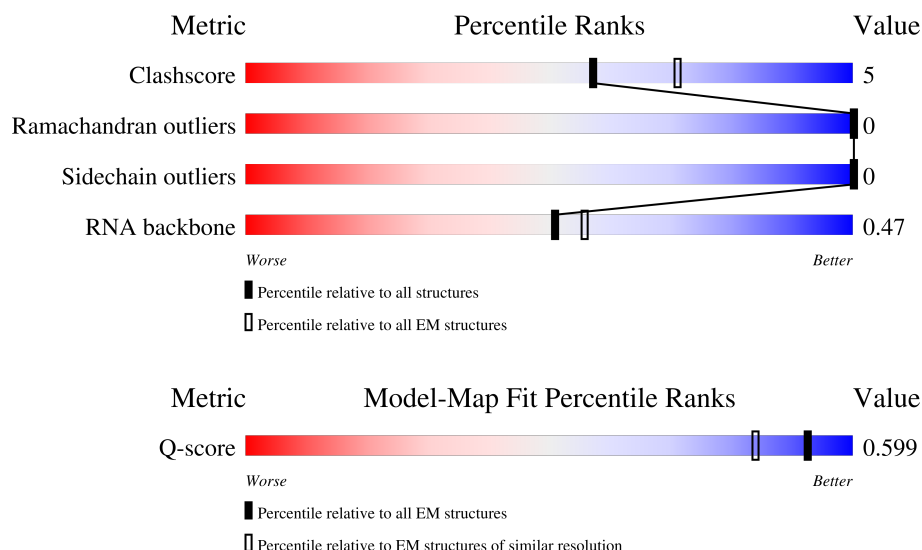 Metric Percentile Ranks Value
Clashscore 5
Ramachandran outliers 0
Sidechain outliers 0
RNA backbone 0.47
Worse Better
Percentile relative to all structures
Percentile relative to all EM structures
Metric Model-Map Fit Percentile Ranks Value
Q-score 0.599
Worse Better
Percentile relative to all EM structures
Percentile relative to EM structures of similar resolution